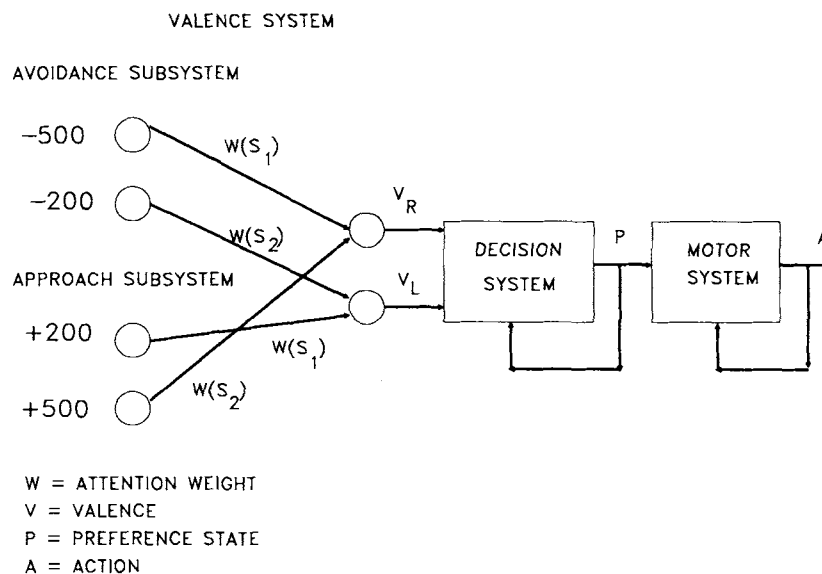 VALENCE SYSTEM
AVOIDANCE SUBSYSTEM
-500
W(S1)
-200
VR
W(S2)
DECISION
SYSTEM
P
MOTOR
SYSTEM
A
APPROACH SUBSYSTEM
VL
+200
W(S1)
W(S2)
+500
W = ATTENTION WEIGHT
V = VALENCE
P = PREFERENCE STATE
A = ACTION